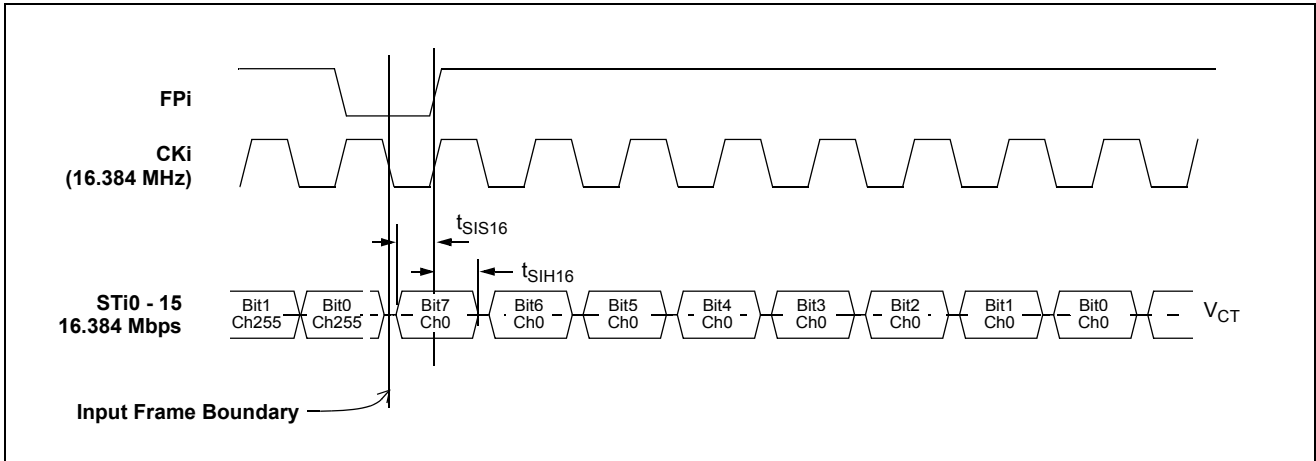 FPi
CKi
(16.384 MHz)
tSIS16
tSIH16
STi0 - 15
16.384 Mbps
Bit1
Ch255
Bit0
Ch255
Bit7
Ch0
Bit6
Ch0
Bit5
Ch0
Bit4
Ch0
Bit3
Ch0
Bit2
Ch0
Bit1
Ch0
Bit0
Ch0
VCT
Input Frame Boundary